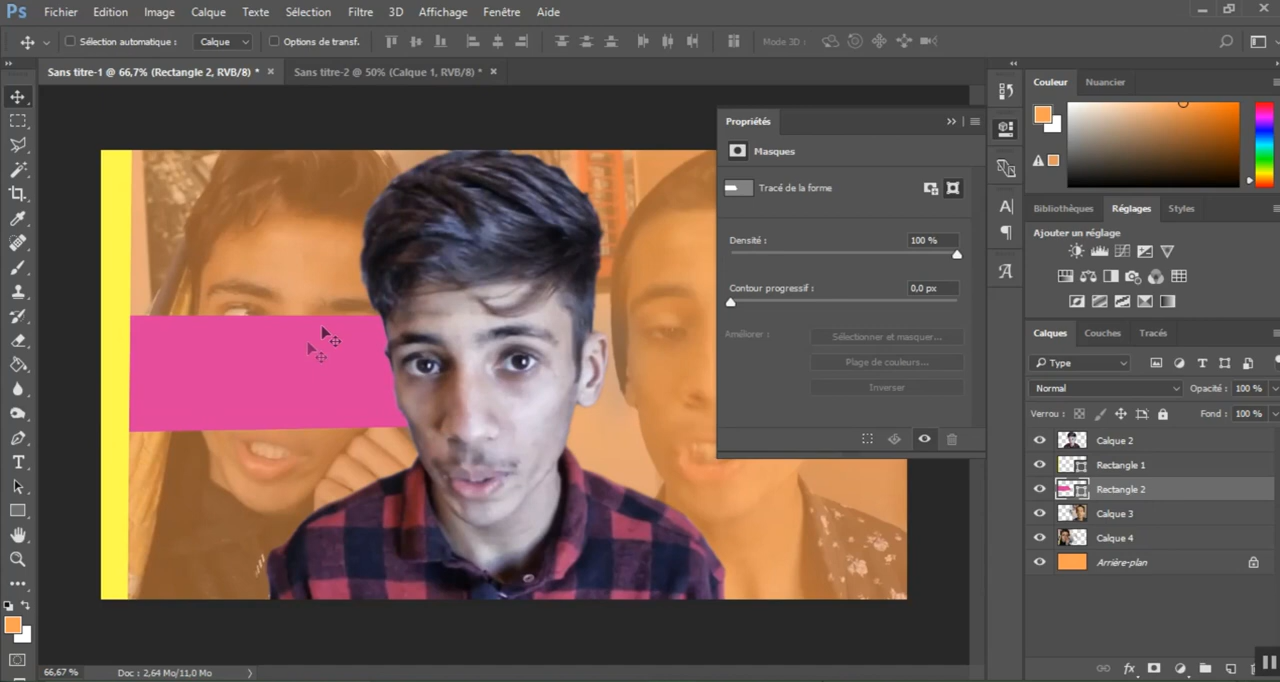 Ps Fichier Edition Image Calque Texte Sélection Filtre 3D Affichage Fenêtre Aide
Sélection automatique : Calque Options de transf. Mode 3D :
Sans titre-1 @ 66,7% (Rectangle 2, RVB/8) * × Sans titre-2 @ 50% (Calque 1, RVB/8) * ×
Couleur Nuancier
Propriétés
Masques
Tracé de la forme
Densité : 100 %
Contour progressif : 0,0 px
Améliorer : Sélectionner et masquer...
Plage de couleurs...
Inverser
Bibliothèques Réglages Styles
Ajouter un réglage
Calques Couches Tracés
Type
Normal Opacité : 100 %
Verrou : Fond : 100 %
Calque 2
Rectangle 1
Rectangle 2
Calque 3
Calque 4
Arrière-plan
66,67 % Doc : 2,64 Mo/11,0 Mo